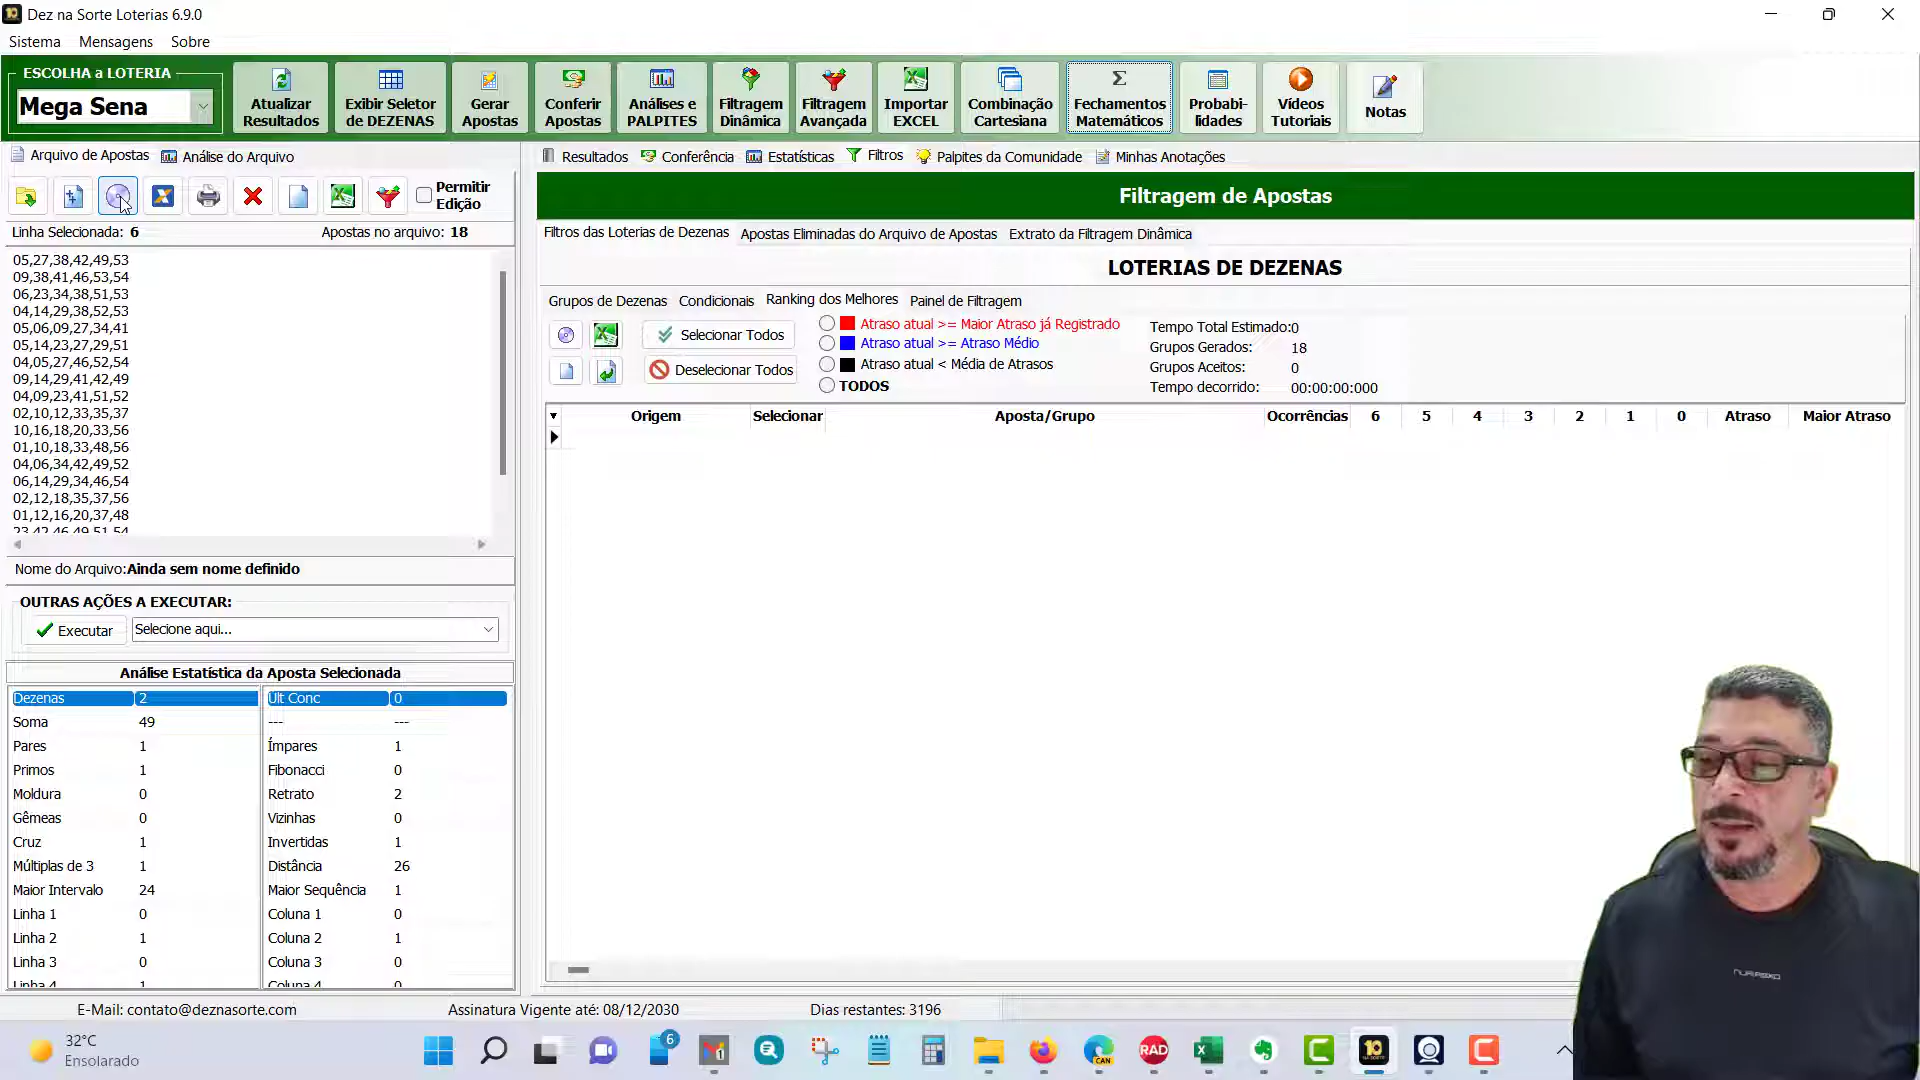 Dez na Sorte Loterias 6.9.0
Sistema Mensagens Sobre
ESCOLHA a LOTERIA
Mega Sena
Atualizar Resultados
Exibir Seletor de DEZENAS
Gerar Apostas
Conferir Apostas
Análises e PALPITES
Filtragem Dinâmica
Filtragem Avançada
Importar EXCEL
Combinação Cartesiana
Fechamentos Matemáticos
Probabi-lidades
Vídeos Tutoriais
Notas
Arquivo de Apostas Análise do Arquivo
Permitir Edição
Linha Selecionada: 6 Apostas no arquivo: 18
05,27,38,42,49,53
09,38,41,46,53,54
06,23,34,38,51,53
04,14,29,38,52,53
05,06,09,27,34,41
05,14,23,27,29,51
04,05,27,46,52,54
09,14,29,41,42,49
04,09,23,41,51,52
02,10,12,33,35,37
10,16,18,20,33,56
01,10,18,33,48,56
04,06,34,42,49,52
06,14,29,34,46,54
02,12,18,35,37,56
01,12,16,20,37,48
23,42,46,49,51,54
Nome do Arquivo:Ainda sem nome definido
OUTRAS AÇÕES A EXECUTAR:
Executar Selecione aqui...
Análise Estatística da Aposta Selecionada
Dezenas 2 Últ Conc 0
Soma 49 --- ---
Pares 1 Ímpares 1
Primos 1 Fibonacci 0
Moldura 0 Retrato 2
Gêmeas 0 Vizinhas 0
Cruz 1 Invertidas 1
Múltiplas de 3 1 Distância 26
Maior Intervalo 24 Maior Sequência 1
Linha 1 0 Coluna 1 0
Linha 2 1 Coluna 2 1
Linha 3 0 Coluna 3 0
Linha 4 1 Coluna 4 0
Resultados Conferência Estatísticas Filtros Palpites da Comunidade Minhas Anotações
Filtragem de Apostas
Filtros das Loterias de Dezenas Apostas Eliminadas do Arquivo de Apostas Extrato da Filtragem Dinâmica
LOTERIAS DE DEZENAS
Grupos de Dezenas Condicionais Ranking dos Melhores Painel de Filtragem
Selecionar Todos
Deselecionar Todos
Atraso atual >= Maior Atraso já Registrado
Atraso atual >= Atraso Médio
Atraso atual < Média de Atrasos
TODOS
Tempo Total Estimado:0
Grupos Gerados: 18
Grupos Aceitos: 0
Tempo decorrido: 00:00:00:000
Origem Selecionar Aposta/Grupo Ocorrências 6 5 4 3 2 1 0 Atraso Maior Atraso
E-Mail: contato@deznasorte.com Assinatura Vigente até: 08/12/2030 Dias restantes: 3196
32°C
Ensolarado
6
CAN
RAD
10